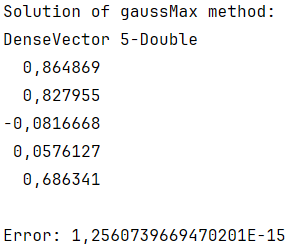 Solution of gaussMax method:
DenseVector 5-Double
0,864869
0,827955
-0,0816668
0,0576127
0,686341
Error: 1,2560739669470201E-15